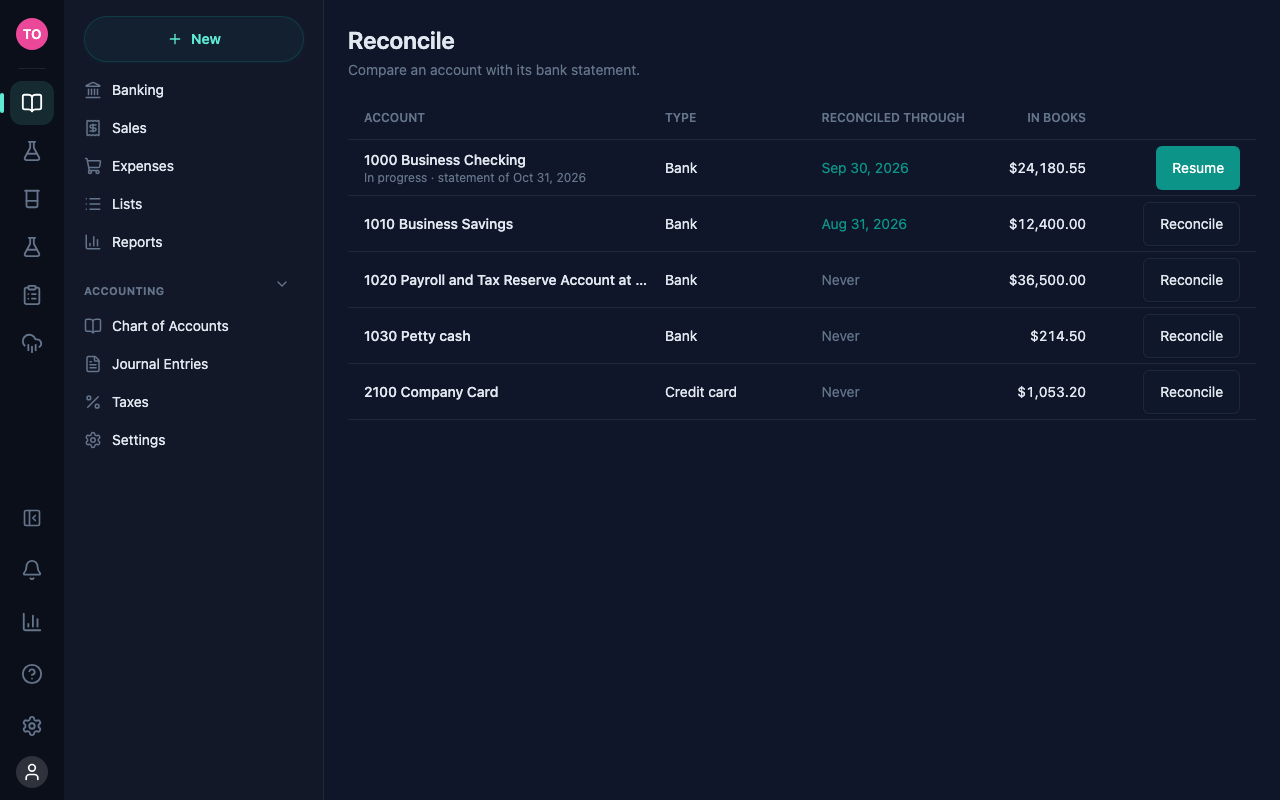 TO
New
Banking
Sales
Expenses
Lists
Reports
ACCOUNTING
Chart of Accounts
Journal Entries
Taxes
Settings
Reconcile
Compare an account with its bank statement.
ACCOUNT TYPE RECONCILED THROUGH IN BOOKS
1000 Business Checking Bank Sep 30, 2026 $24,180.55 Resume
In progress · statement of Oct 31, 2026
1010 Business Savings Bank Aug 31, 2026 $12,400.00 Reconcile
1020 Payroll and Tax Reserve Account at ... Bank Never $36,500.00 Reconcile
1030 Petty cash Bank Never $214.50 Reconcile
2100 Company Card Credit card Never $1,053.20 Reconcile